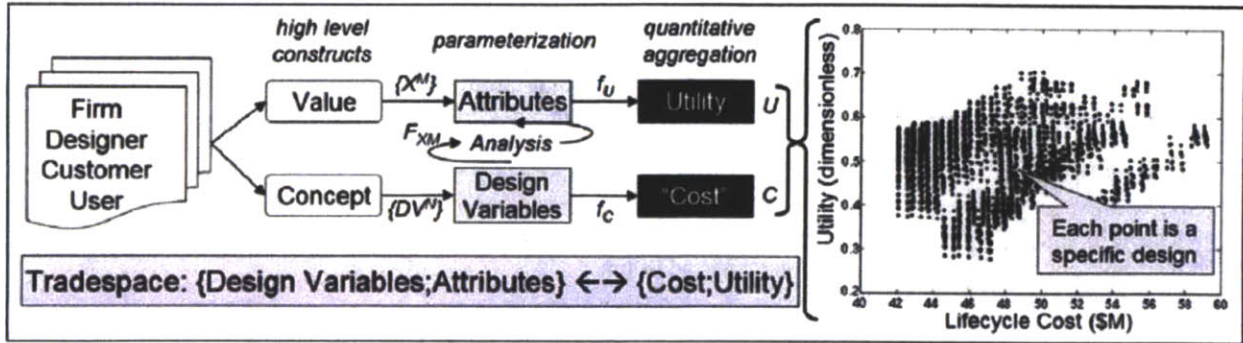 high level constructs
parameterization
quantitative aggregation
Firm
Designer
Customer
User
Value
{X^M}
Attributes
f_U
Utility
U
F_XM
Analysis
Concept
{DV^N}
Design Variables
f_C
"Cost"
C
Tradespace: {Design Variables;Attributes} ←→ {Cost;Utility}
Utility (dimensionless)
0.8
0.7
0.6
0.5
0.4
0.3
0.2
40 42 44 46 48 50 52 54 56 58 60
Lifecycle Cost ($M)
Each point is a specific design